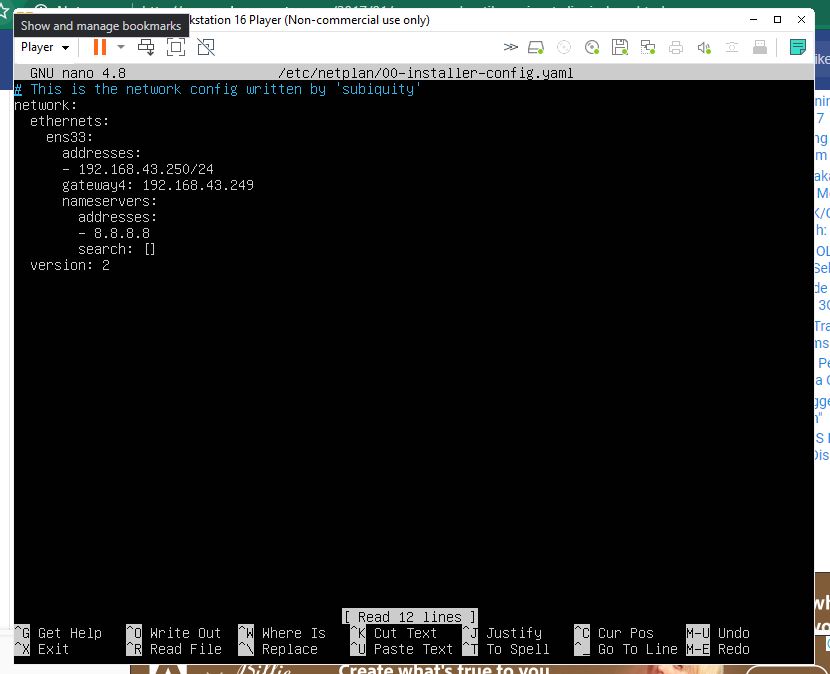 Show and manage bookmarks
kstation 16 Player (Non-commercial use only)
Player
GNU nano 4.8 /etc/netplan/00-installer-config.yaml
# This is the network config written by 'subiquity'
network:
  ethernets:
    ens33:
      addresses:
      - 192.168.43.250/24
      gateway4: 192.168.43.249
      nameservers:
        addresses:
        - 8.8.8.8
        search: []
  version: 2
[ Read 12 lines ]
^G Get Help ^O Write Out ^W Where Is ^K Cut Text ^J Justify ^C Cur Pos M-U Undo
^X Exit ^R Read File ^\ Replace ^U Paste Text ^T To Spell ^_ Go To Line M-E Redo
Create what's true to you